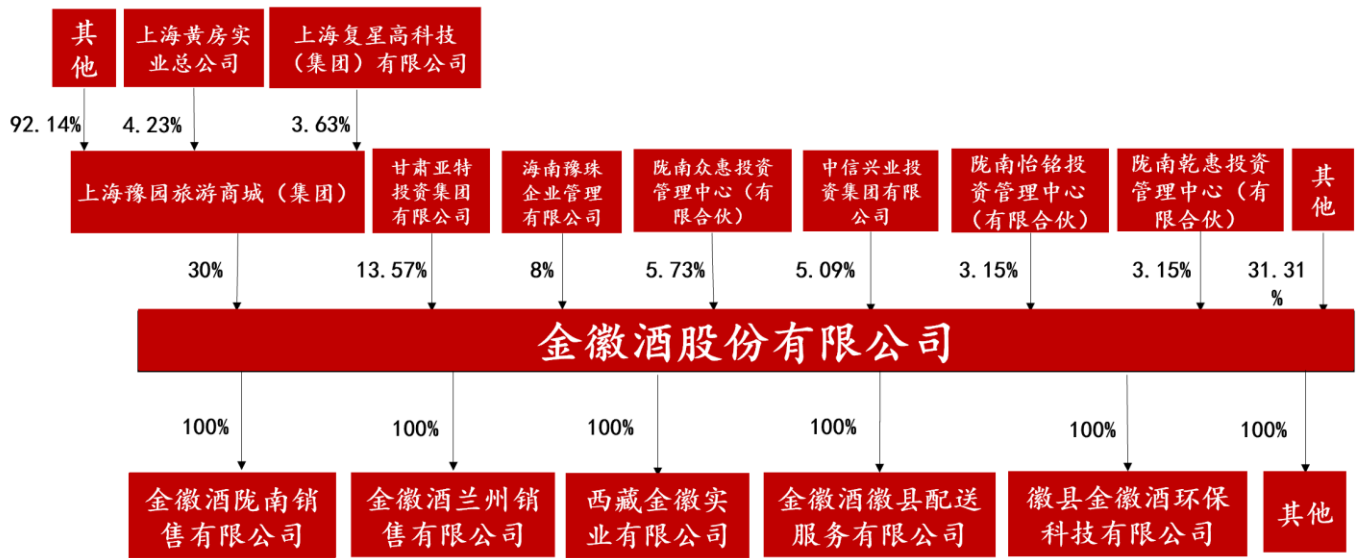 其
他
上海黄房实
业总公司
上海复星高科技
（集团）有限公司
92.14%
4.23%
3.63%
上海豫园旅游商城（集团）
甘肃亚特
投资集团
有限公司
海南豫珠
企业管理
有限公司
陇南众惠投资
管理中心（有
限合伙）
中信兴业投
资集团有限
公司
陇南怡铭投
资管理中心
（有限合伙）
陇南乾惠投资
管理中心（有
限合伙）
其
他
30%
13.57%
8%
5.73%
5.09%
3.15%
3.15%
31.31
%
金徽酒股份有限公司
100%
100%
100%
100%
100%
100%
金徽酒陇南销
售有限公司
金徽酒兰州销
售有限公司
西藏金徽实
业有限公司
金徽酒徽县配送
服务有限公司
徽县金徽酒环保
科技有限公司
其他